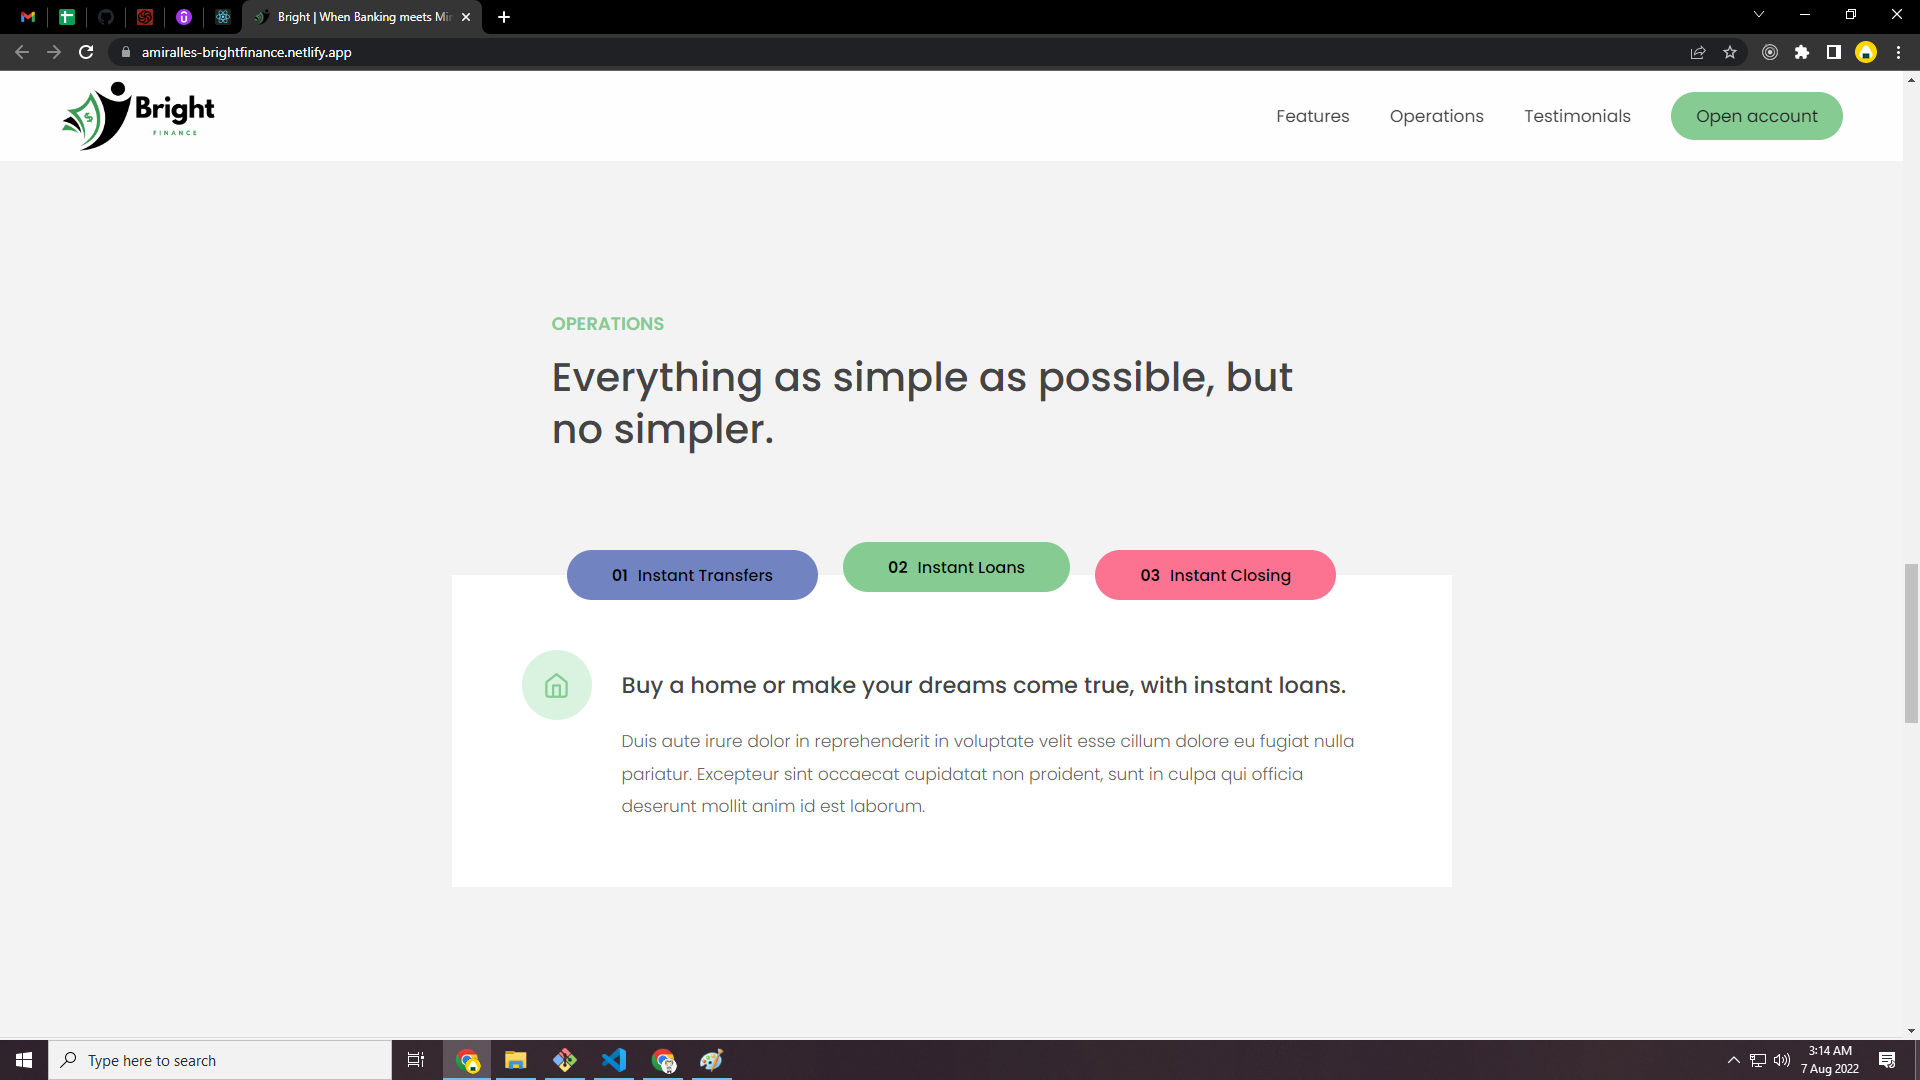 Bright | When Banking meets Mir
amiralles-brightfinance.netlify.app
Bright
FINANCE
Features
Operations
Testimonials
Open account
OPERATIONS
Everything as simple as possible, but
no simpler.
01 Instant Transfers
02 Instant Loans
03 Instant Closing
Buy a home or make your dreams come true, with instant loans.
Duis aute irure dolor in reprehenderit in voluptate velit esse cillum dolore eu fugiat nulla
pariatur. Excepteur sint occaecat cupidatat non proident, sunt in culpa qui officia
deserunt mollit anim id est laborum.
Type here to search
3:14 AM
7 Aug 2022